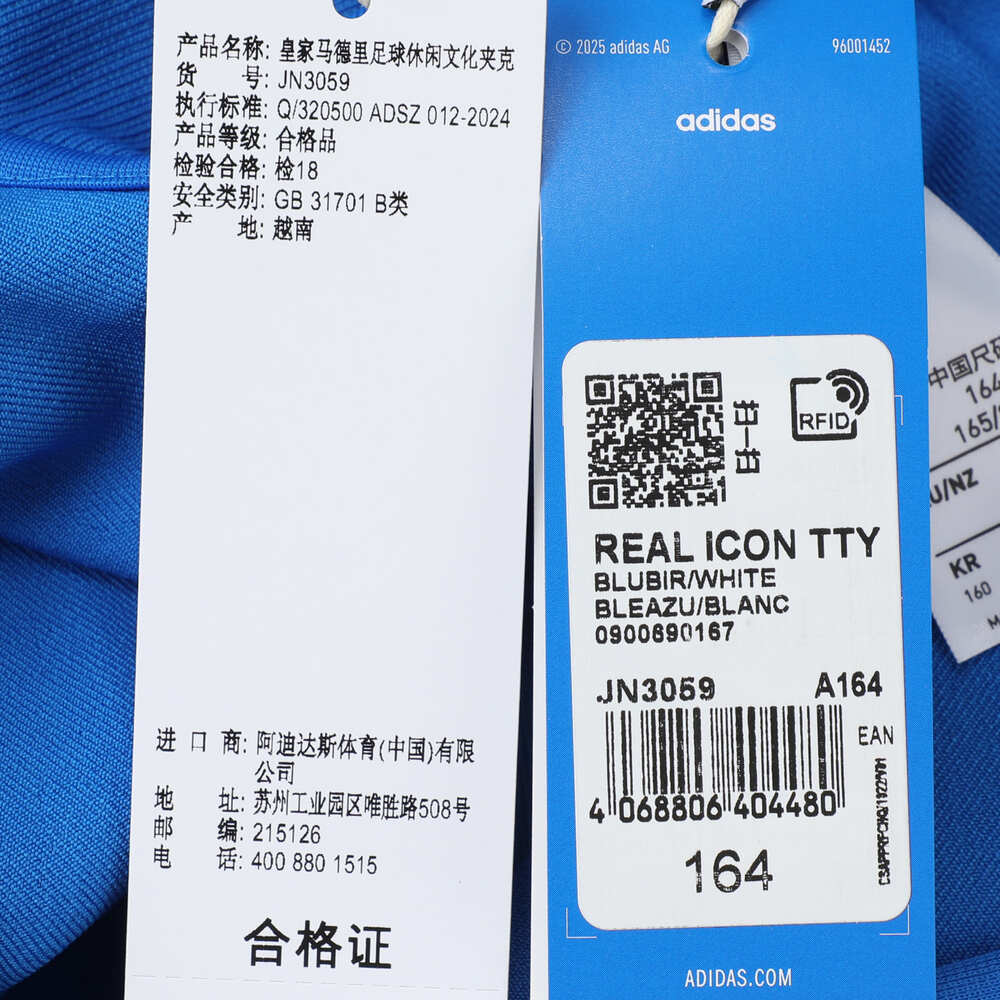 产品名称: 皇家马德里足球休闲文化夹克
货 号: JN3059
执行标准: Q/320500 ADSZ 012-2024
产品等级: 合格品
检验合格: 检18
安全类别: GB 31701 B类
产 地: 越南
进 口 商: 阿迪达斯体育(中国)有限
公司
地 址: 苏州工业园区唯胜路508号
邮 编: 215126
电 话: 400 880 1515
合格证
© 2025 adidas AG 96001452
adidas
扫一扫
RFID
REAL ICON TTY
BLUBIR/WHITE
BLEAZU/BLANC
0900690167
JN3059 A164
EAN
4 068806 404480
164
ADIDAS.COM
中国尺码
164
165/
U/NZ
KR
160